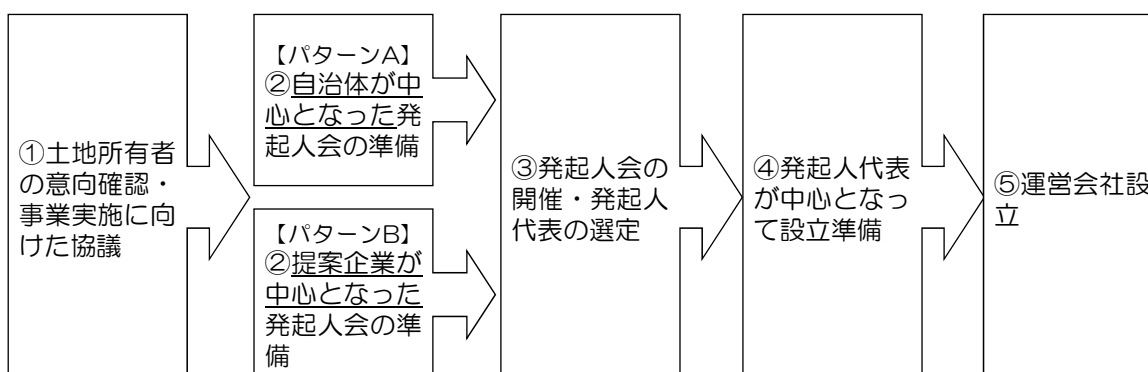 ①土地所有者
の意向確認・
事業実施に向
けた協議
【パターンA】
②自治体が中
心となった発
起人会の準備
【パターンB】
②提案企業が
中心となった
発起人会の準
備
③発起人会の
開催・発起人
代表の選定
④発起人代表
が中心となっ
て設立準備
⑤運営会社設
立